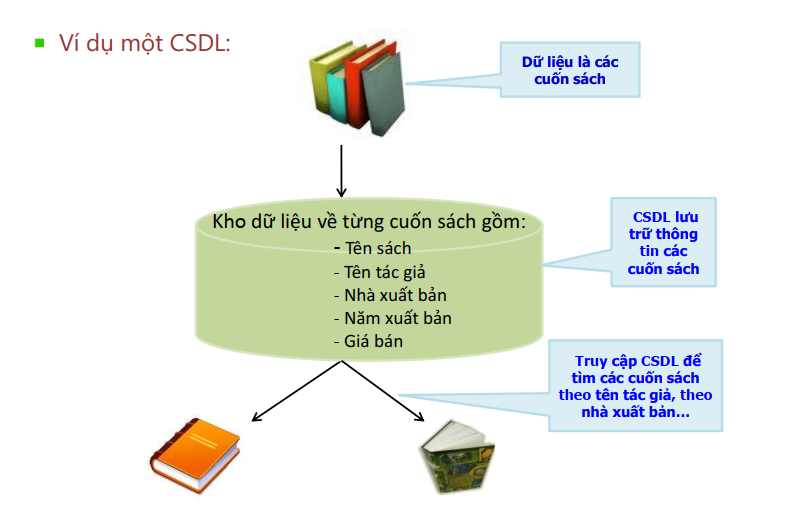 Ví dụ một CSDL:
Dữ liệu là các
cuốn sách
Kho dữ liệu về từng cuốn sách gồm:
- Tên sách
- Tên tác giả
- Nhà xuất bản
- Năm xuất bản
- Giá bán
CSDL lưu
trữ thông
tin các
cuốn sách
Truy cập CSDL để
tìm các cuốn sách
theo tên tác giả, theo
nhà xuất bản...